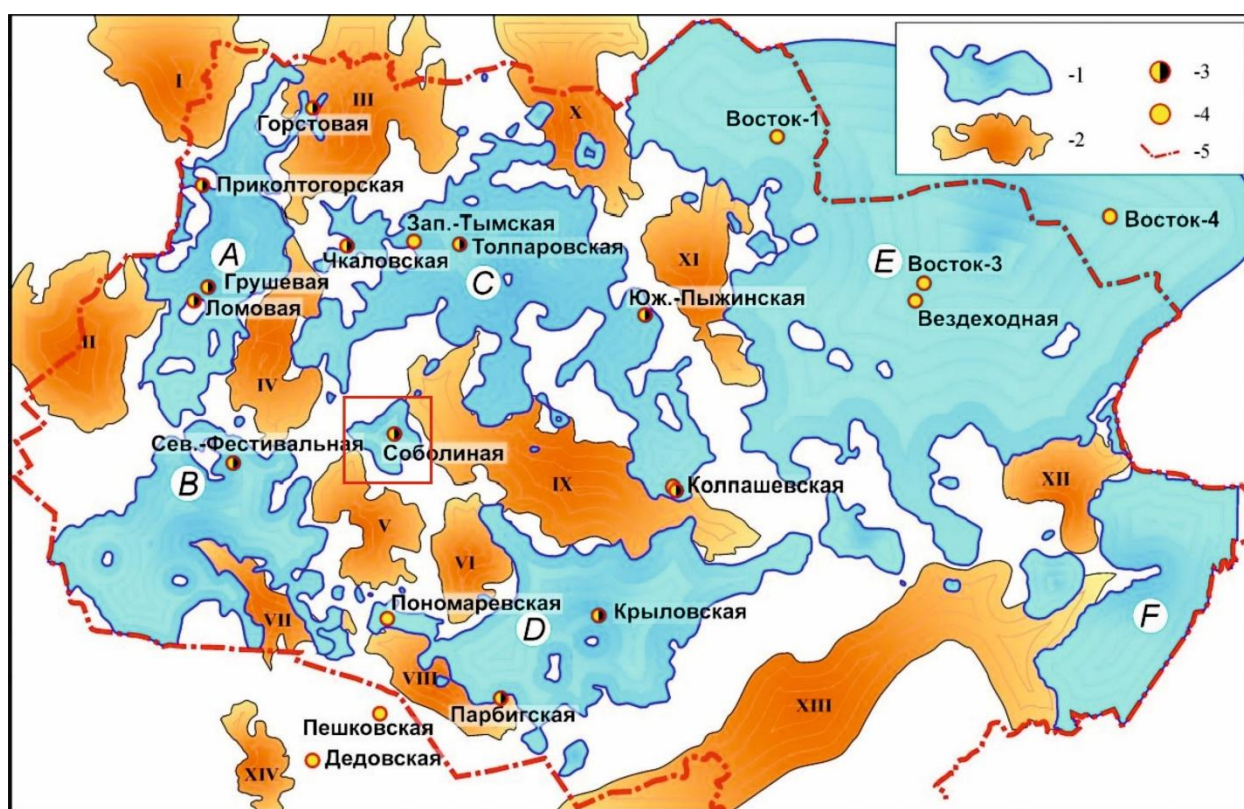 I
III
X
-1
-3
-2
-4
-5
Горстовая
Восток-1
Приколтогорская
Зап.-Тымская
Толпаровская
Чкаловская
Восток-4
A
C
XI
E
Восток-3
Грушевая
Ломовая
Юж.-Пыжинская
Вездеходная
II
IV
Сев.-Фестивальная
Соболиная
B
IX
Колпашевская
XII
V
VI
Пономаревская
Крыловская
D
F
VII
VIII
XIII
Парбигская
Пешковская
Дедовская
XIV